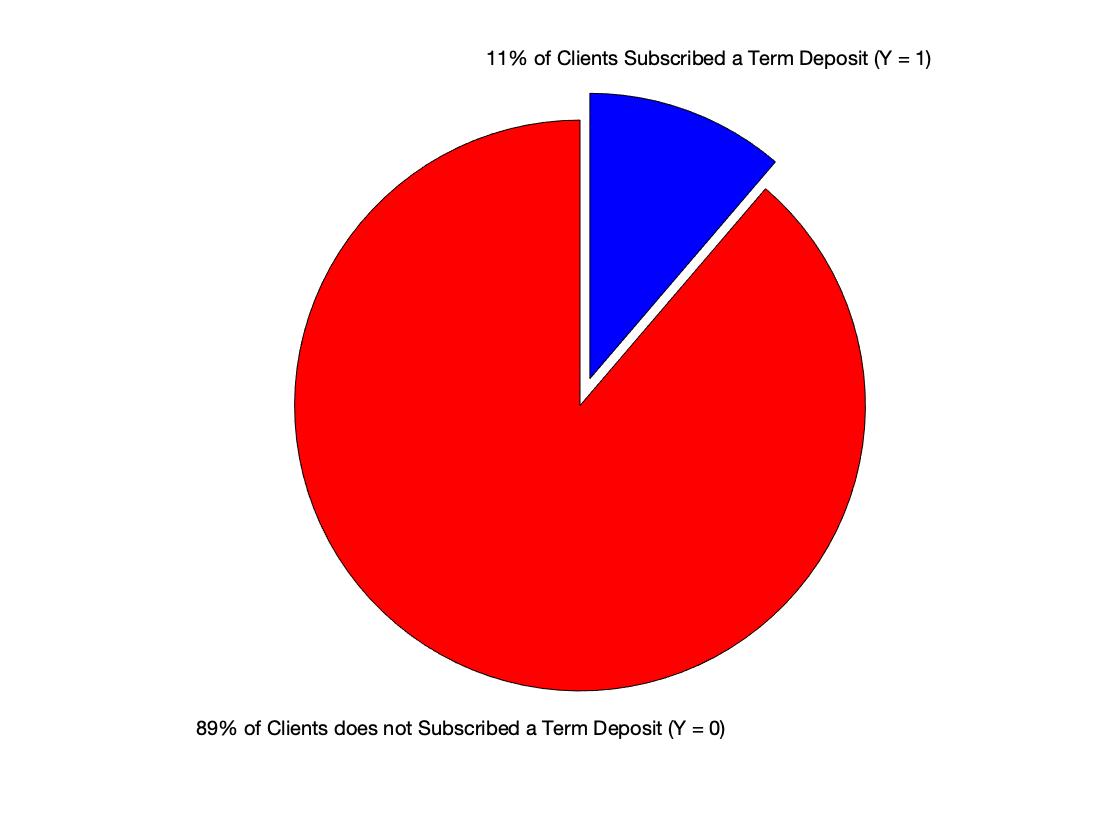 11% of Clients Subscribed a Term Deposit (Y = 1)
89% of Clients does not Subscribed a Term Deposit (Y = 0)